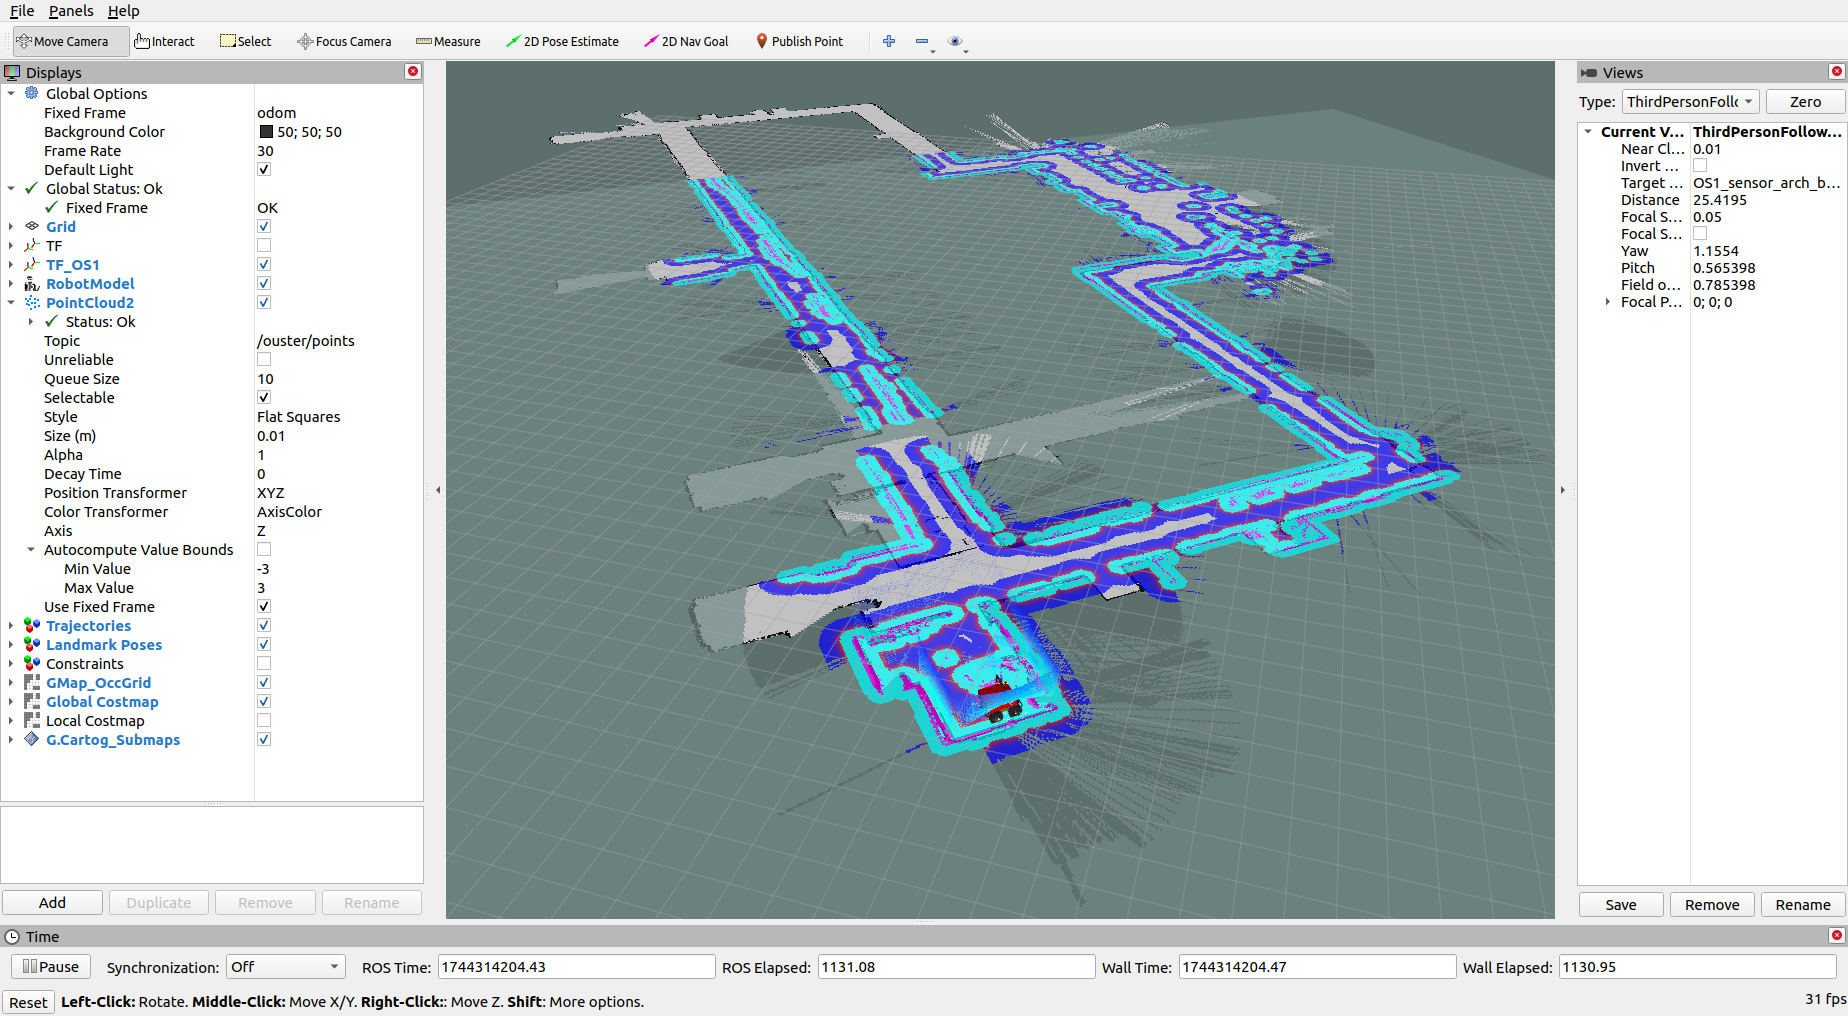 File Panels Help
Move Camera Interact Select Focus Camera Measure 2D Pose Estimate 2D Nav Goal Publish Point
Displays
Global Options
Fixed Frame odom
Background Color 50; 50; 50
Frame Rate 30
Default Light
Global Status: Ok
Fixed Frame OK
Grid
TF
TF_OS1
RobotModel
PointCloud2
Status: Ok
Topic /ouster/points
Unreliable
Queue Size 10
Selectable
Style Flat Squares
Size (m) 0.01
Alpha 1
Decay Time 0
Position Transformer XYZ
Color Transformer AxisColor
Axis Z
Autocompute Value Bounds
Min Value -3
Max Value 3
Use Fixed Frame
Trajectories
Landmark Poses
Constraints
GMap_OccGrid
Global Costmap
Local Costmap
G.Cartog_Submaps
Add Duplicate Remove Rename
Views
Type: ThirdPersonFoll Zero
Current V... ThirdPersonFollow...
Near Cl... 0.01
Invert ...
Target ... OS1_sensor_arch_b...
Distance 25.4195
Focal S... 0.05
Focal S...
Yaw 1.1554
Pitch 0.565398
Field o... 0.785398
Focal P... 0; 0; 0
Save Remove Rename
Time
Pause Synchronization: Off ROS Time: 1744314204.43 ROS Elapsed: 1131.08 Wall Time: 1744314204.47 Wall Elapsed: 1130.95
Reset Left-Click: Rotate. Middle-Click: Move X/Y. Right-Click:: Move Z. Shift: More options. 31 fps